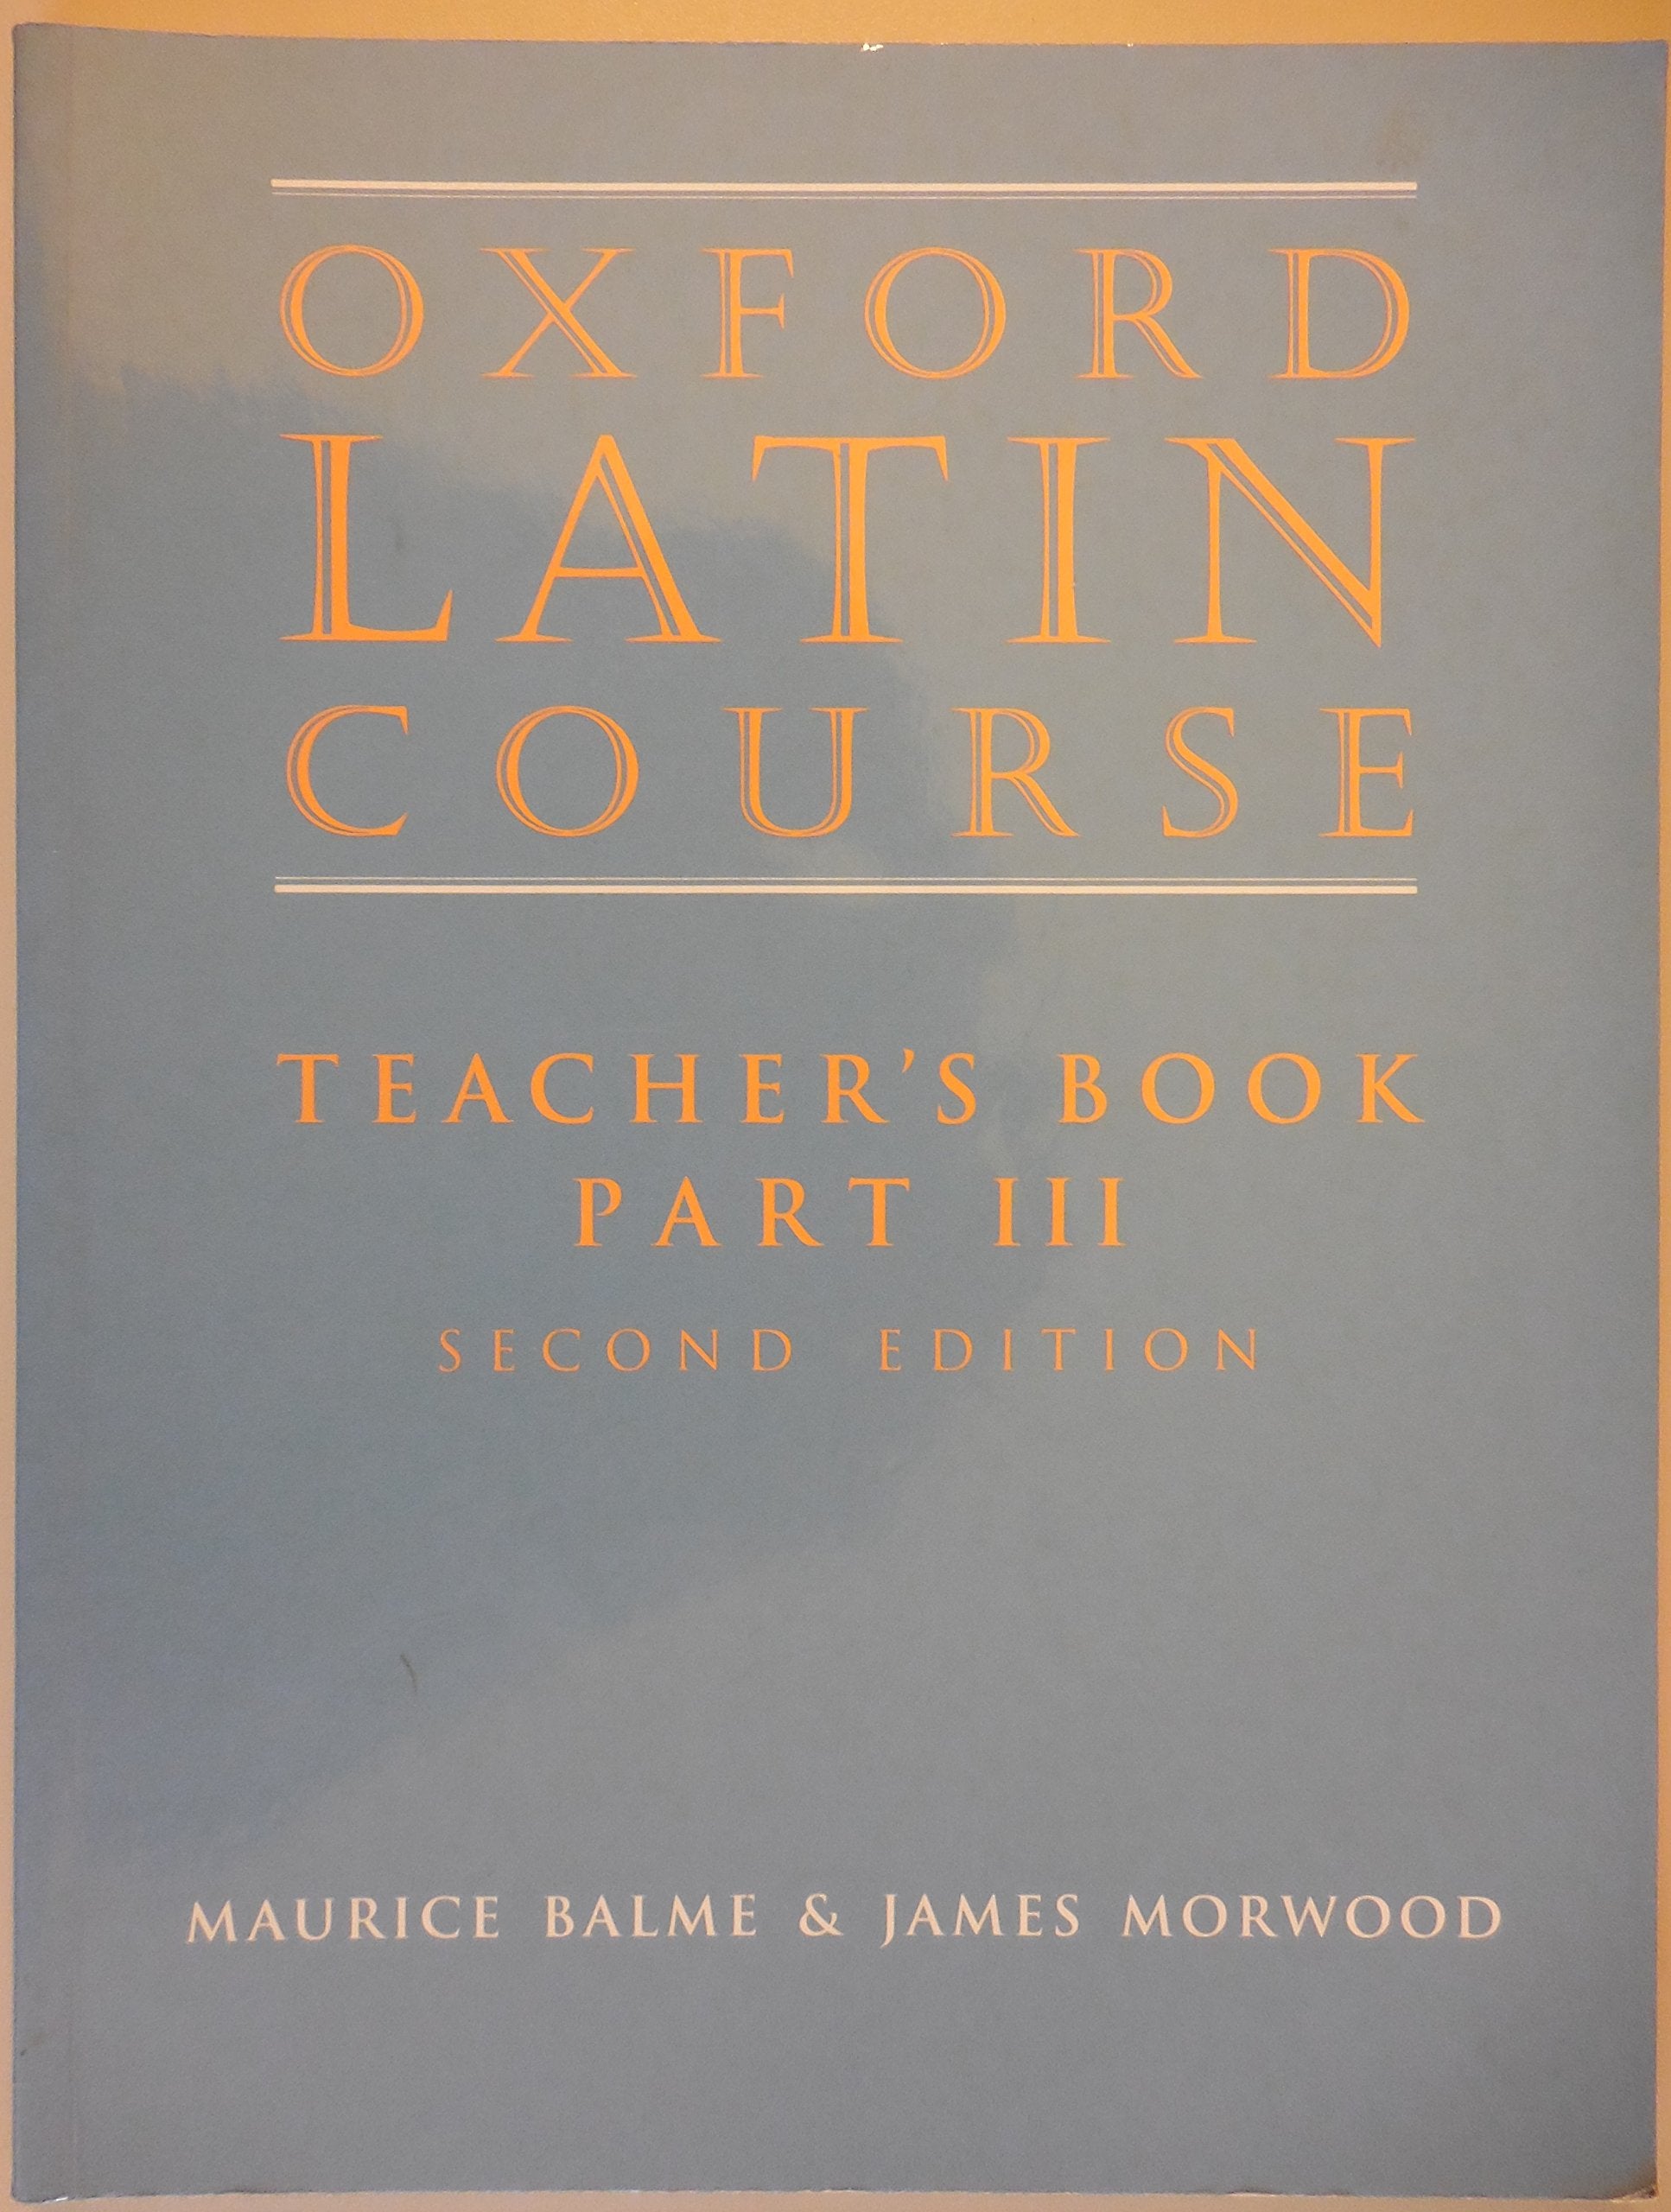 OXFORD
LATIN
COURSE
TEACHER'S BOOK
PART III
SECOND EDITION
MAURICE BALME & JAMES MORWOOD